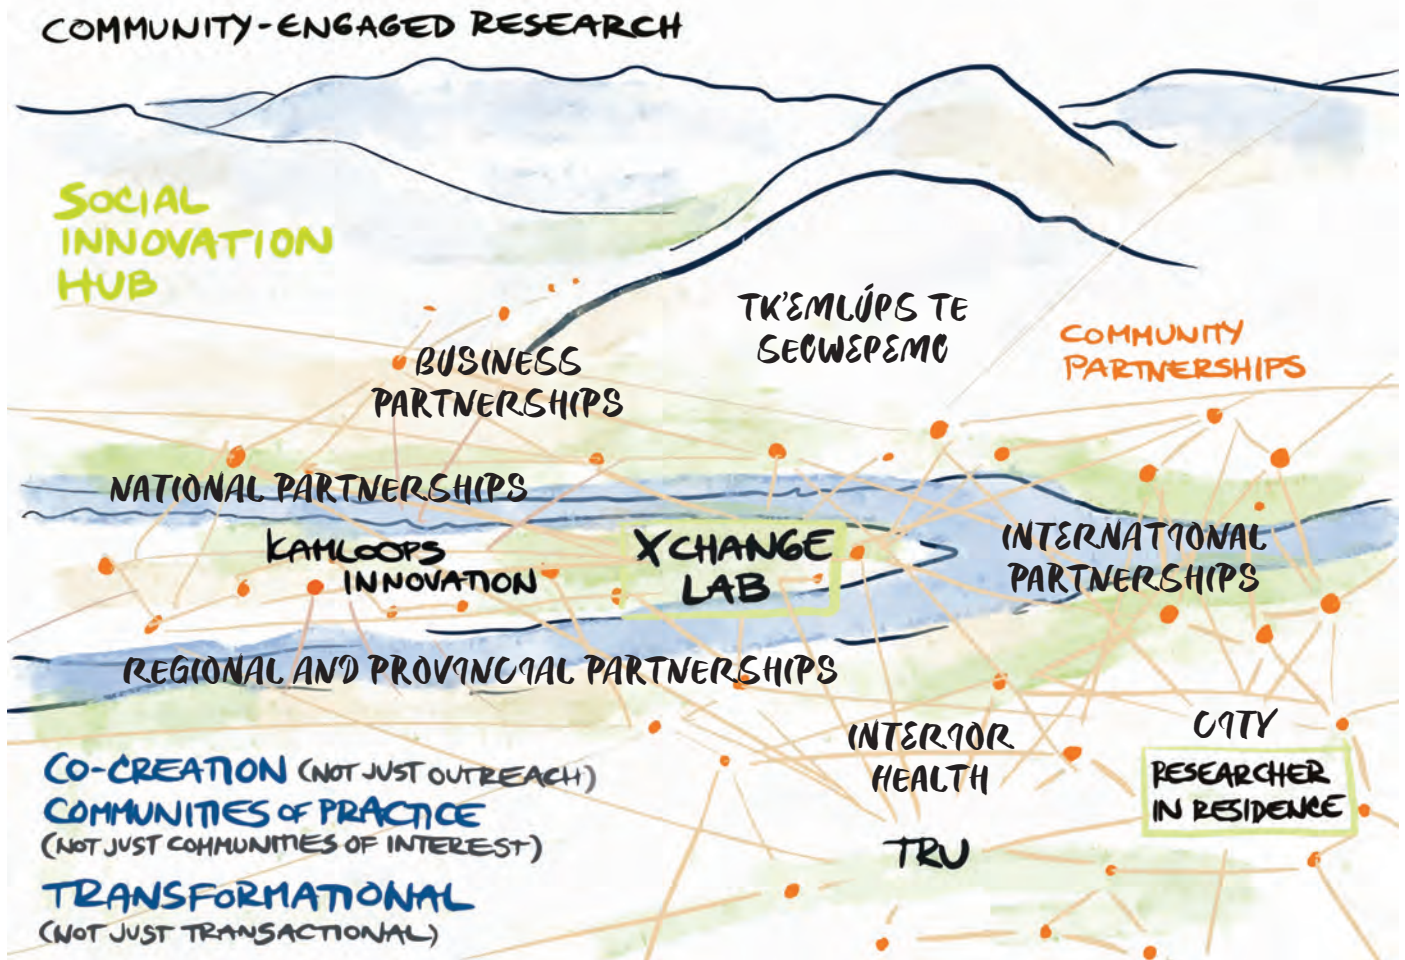 COMMUNITY-ENGAGED RESEARCH
SOCIAL
INNOVATION
HUB
TK'EMLÚPS TE
SECWEPEMC
COMMUNITY
PARTNERSHIPS
BUSINESS
PARTNERSHIPS
NATIONAL PARTNERSHIPS
KAMLOOPS
INNOVATION
XCHANGE
LAB
INTERNATIONAL
PARTNERSHIPS
REGIONAL AND PROVINCIAL PARTNERSHIPS
INTERIOR
HEALTH
CITY
RESEARCHER
IN RESIDENCE
TRU
CO-CREATION (NOT JUST OUTREACH)
COMMUNITIES OF PRACTICE
(NOT JUST COMMUNITIES OF INTEREST)
TRANSFORMATIONAL
(NOT JUST TRANSACTIONAL)